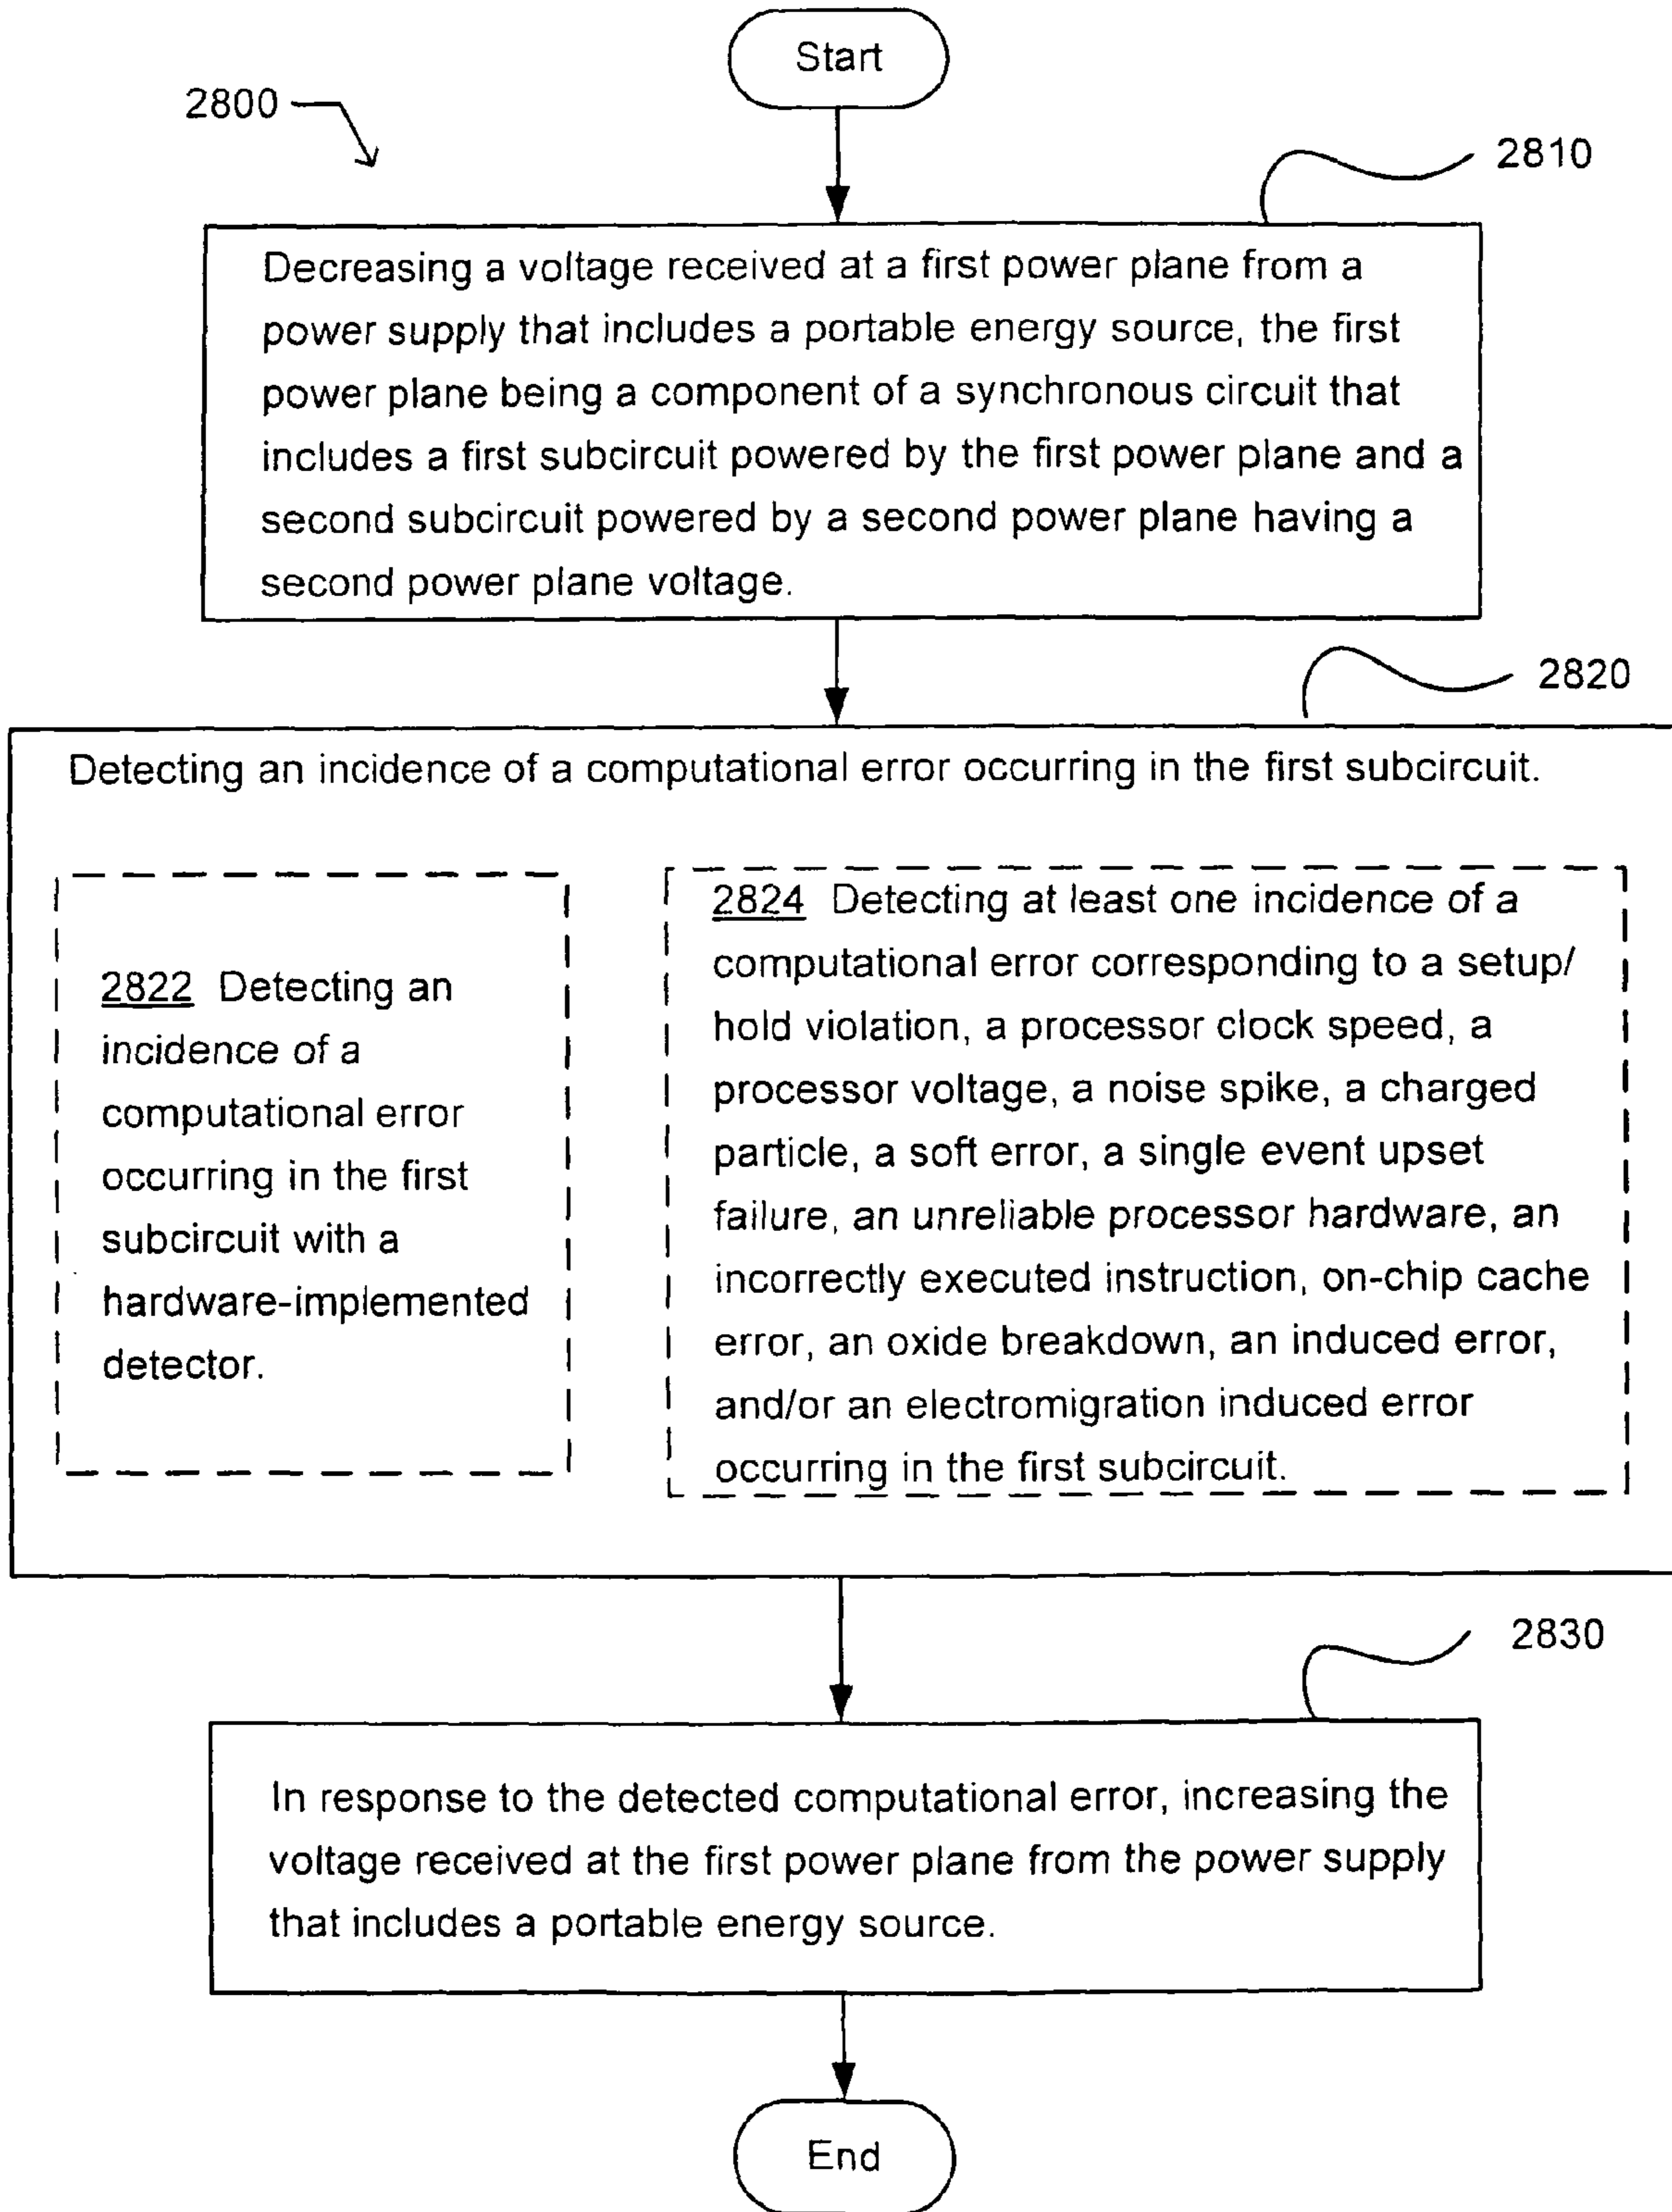 Start
2800
2810
Decreasing a voltage received at a first power plane from a
power supply that includes a portable energy source, the first
power plane being a component of a synchronous circuit that
includes a first subcircuit powered by the first power plane and a
second subcircuit powered by a second power plane having a
second power plane voltage.
2820
Detecting an incidence of a computational error occurring in the first subcircuit.
2822 Detecting an
incidence of a
computational error
occurring in the first
subcircuit with a
hardware-implemented
detector.
2824 Detecting at least one incidence of a
computational error corresponding to a setup/
hold violation, a processor clock speed, a
processor voltage, a noise spike, a charged
particle, a soft error, a single event upset
failure, an unreliable processor hardware, an
incorrectly executed instruction, on-chip cache
error, an oxide breakdown, an induced error,
and/or an electromigration induced error
occurring in the first subcircuit.
2830
In response to the detected computational error, increasing the
voltage received at the first power plane from the power supply
that includes a portable energy source.
End